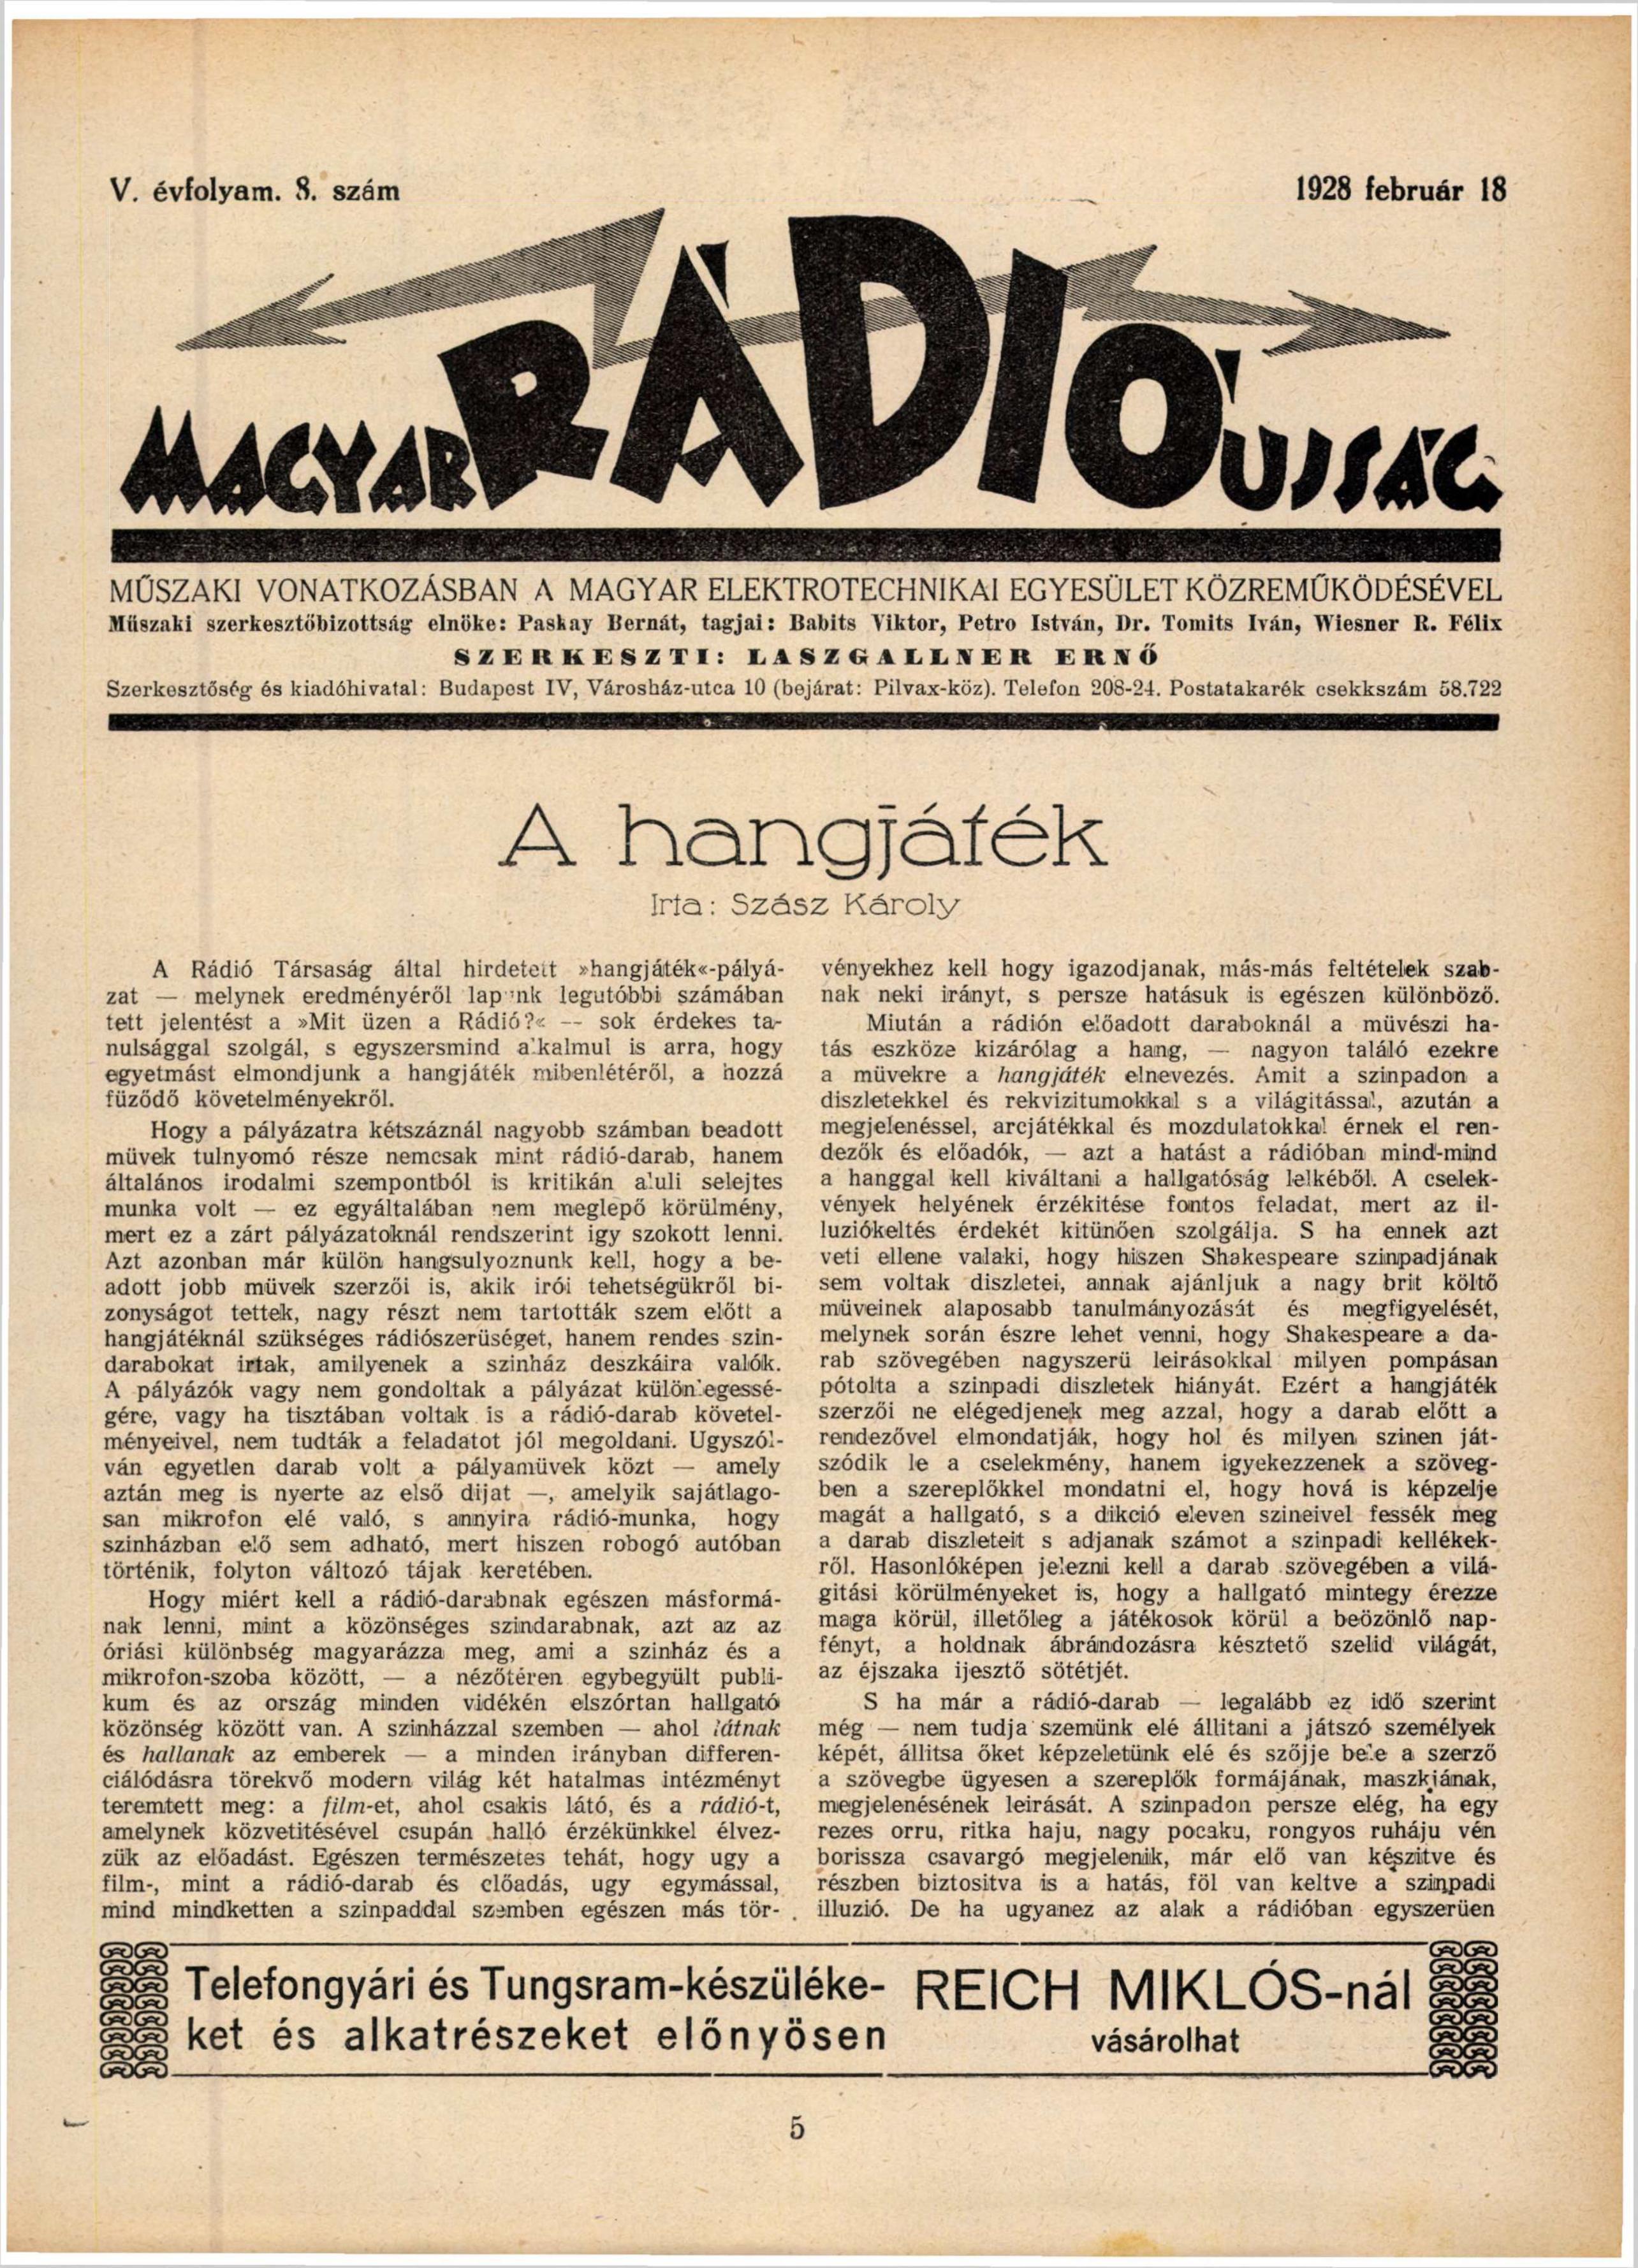 V. évfolyam. 8. szám
1928 február 18
MAGYAR RÁDIÓ UJSÁG
MŰSZAKI VONATKOZÁSBAN A MAGYAR ELEKTROTECHNIKAI EGYESÜLET KÖZREMŰKÖDÉSÉVEL
Műszaki szerkesztőbizottság elnöke: Paskay Bernát, tagjai: Babits Viktor, Petro István, Dr. Tomits Iván, Wiesner R. Félix
SZERKESZTI: LASZGALLNER ERNŐ
Szerkesztőség és kiadóhivatal: Budapest IV, Városház-utca 10 (bejárat: Pilvax-köz). Telefon 208-24. Postatakarék csekkszám 58.722
A hangjáték
Irta: Szász Károly
A Rádió Társaság által hirdetett »hangjáték«-pályá-
zat — melynek eredményéről lapunk legutóbbi számában
tett jelentést a »Mit üzen a Rádió?« -- sok érdekes ta-
nulsággal szolgál, s egyszersmind alkalmul is arra, hogy
egyetmást elmondjunk a hangjáték mibenlétéről, a hozzá
füződő követelményekről.
Hogy a pályázatra kétszáznál nagyobb számban beadott
müvek tulnyomó része nemcsak mint rádió-darab, hanem
általános irodalmi szempontból is kritikán aluli selejtes
munka volt — ez egyáltalában nem meglepő körülmény,
mert ez a zárt pályázatoknál rendszerint igy szokott lenni.
Azt azonban már külön hangsulyoznunk kell, hogy a be-
adott jobb müvek szerzői is, akik irói tehetségükről bi-
zonyságot tettek, nagy részt nem tartották szem előtt a
hangjátéknál szükséges rádiószerüséget, hanem rendes szin-
darabokat irtak, amilyenek a szinház deszkáira valók.
A pályázók vagy nem gondoltak a pályázat különlegessé-
gére, vagy ha tisztában voltak is a rádió-darab követel-
ményeivel, nem tudták a feladatot jól megoldani. Ugyszól-
ván egyetlen darab volt a pályamüvek közt — amely
aztán meg is nyerte az első dijat —, amelyik sajátlago-
san mikrofon elé való, s annyira rádió-munka, hogy
szinházban elő sem adható, mert hiszen robogó autóban
történik, folyton változó tájak keretében.
Hogy miért kell a rádió-darabnak egészen másformá-
nak lenni, mint a közönséges szindarabnak, azt az az
óriási különbség magyarázza meg, ami a szinház és a
mikrofon-szoba között, — a nézőtéren egybegyült publi-
kum és az ország minden vidékén elszórtan hallgató
közönség között van. A szinházzal szemben — ahol látnak
és hallanak az emberek — a minden irányban differen-
ciálódásra törekvő modern világ két hatalmas intézményt
teremtett meg: a film-et, ahol csakis látó, és a rádió-t,
amelynek közvetitésével csupán halló érzékünkkel élvez-
zük az előadást. Egészen természetes tehát, hogy ugy a
film-, mint a rádió-darab és előadás, ugy egymással,
mind mindketten a szinpaddal szemben egészen más tör-
vényekhez kell hogy igazodjanak, más-más feltételek szab-
nak neki irányt, s persze hatásuk is egészen különböző.
Miután a rádión előadott daraboknál a müvészi ha-
tás eszköze kizárólag a hang, — nagyon találó ezekre
a müvekre a hangjáték elnevezés. Amit a szinpadon a
diszletekkel és rekvizitumokkal s a világitással, azután a
megjelenéssel, arcjátékkal és mozdulatokkal érnek el ren-
dezők és előadók, — azt a hatást a rádióban mind-mind
a hanggal kell kiváltani a hallgatóság lelkéből. A cselek-
vények helyének érzékitése fontos feladat, mert az il-
luziókeltés érdekét kitünően szolgálja. S ha ennek azt
veti ellene valaki, hogy hiszen Shakespeare szinpadjának
sem voltak diszletei, annak ajánljuk a nagy brit költő
müveinek alaposabb tanulmányozását és megfigyelését,
melynek során észre lehet venni, hogy Shakespeare a da-
rab szövegében nagyszerü leirásokkal milyen pompásan
pótolta a szinpadi diszletek hiányát. Ezért a hangjáték
szerzői ne elégedjenek meg azzal, hogy a darab előtt a
rendezővel elmondatják, hogy hol és milyen szinen ját-
szódik le a cselekmény, hanem igyekezzenek a szöveg-
ben a szereplőkkel mondatni el, hogy hová is képzelje
magát a hallgató, s a dikció eleven szineivel fessék meg
a darab diszleteit s adjanak számot a szinpadi kellékek-
ről. Hasonlóképen jelezni kell a darab szövegében a vilá-
gitási körülményeket is, hogy a hallgató mintegy érezze
maga körül, illetőleg a játékosok körül a beözönlő nap-
fényt, a holdnak ábrándozásra késztető szelid világát,
az éjszaka ijesztő sötétjét.
S ha már a rádió-darab — legalább ez idő szerint
még — nem tudja szemünk elé állitani a játszó személyek
képét, állitsa őket képzeletünk elé és szőjje bele a szerző
a szövegbe ügyesen a szereplők formájának, maszkjának,
megjelenésének leirását. A szinpadon persze elég, ha egy
rezes orru, ritka haju, nagy pocaku, rongyos ruháju vén
borissza csavargó megjelenik, már elő van készitve és
részben biztositva is a hatás, föl van keltve a szinpadi
illuzió. De ha ugyanez az alak a rádióban egyszerüen
Telefongyári és Tungsram-készüléke-
ket és alkatrészeket előnyösen
REICH MIKLÓS-nál
vásárolhat
5